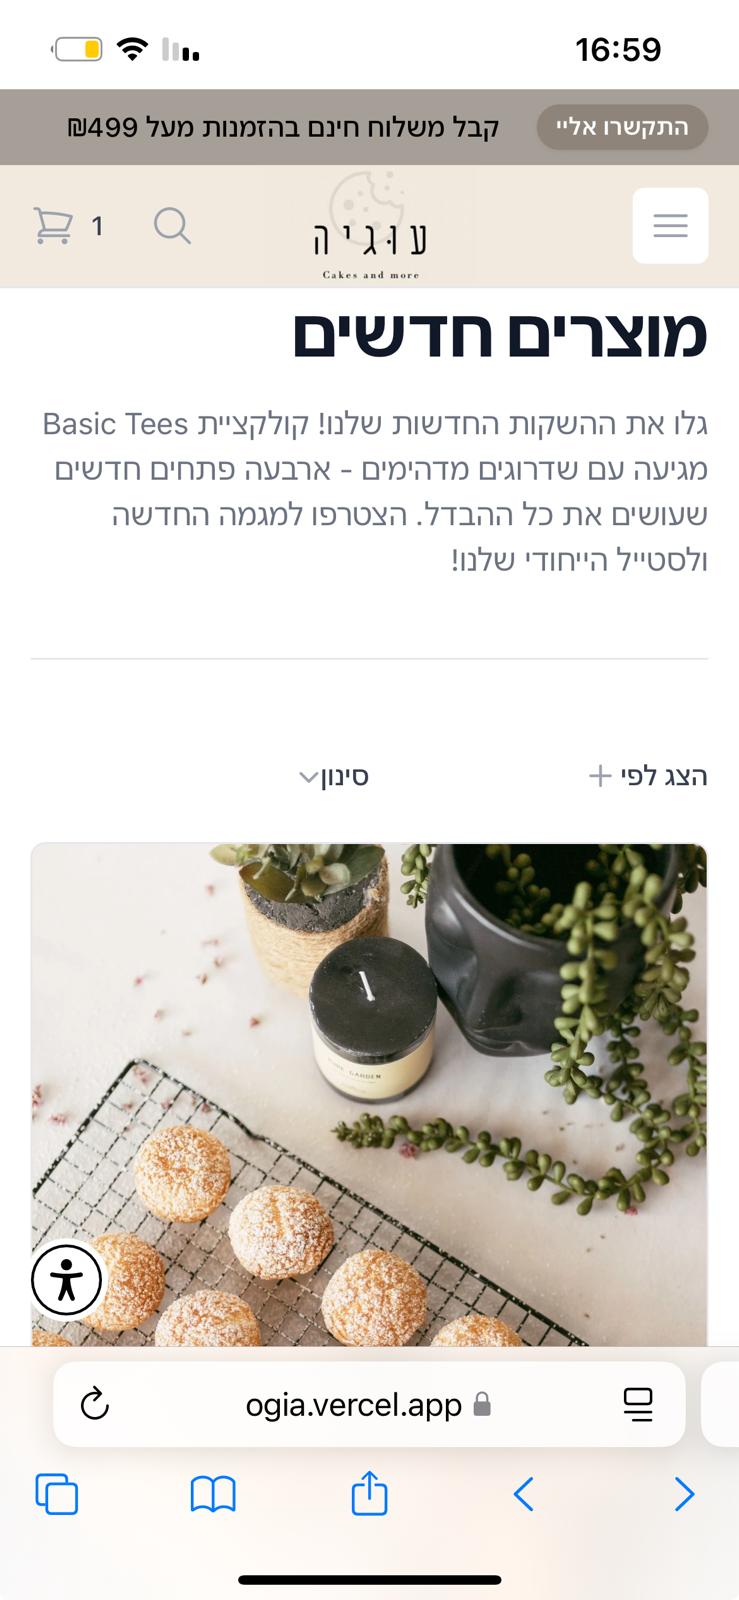 16:59
התקשרו אליי
קבל משלוח חינם בהזמנות מעל 499₪
עוגיה
Cakes and more
1
מוצרים חדשים
גלו את ההשקות החדשות שלנו! קולקציית Basic Tees
מגיעה עם שדרוגים מדהימים - ארבעה פתחים חדשים
שעושים את כל ההבדל. הצטרפו למגמה החדשה
ולסטייל הייחודי שלנו!
הצג לפי
סינון
GARDEN
ogia.vercel.app